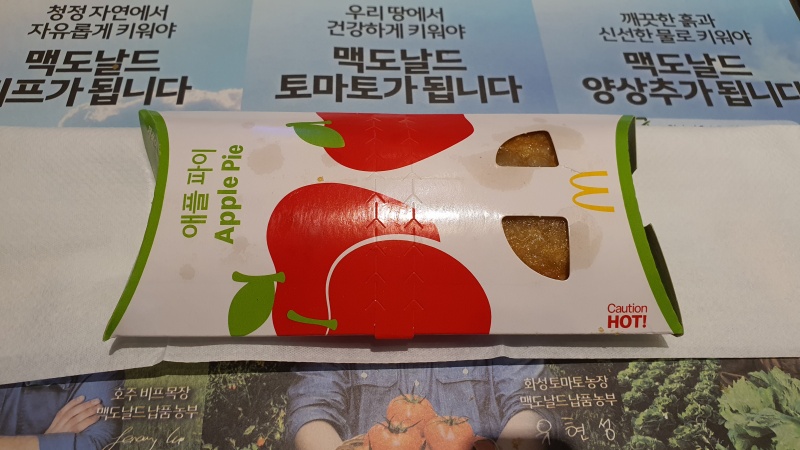 청정 자연에서
자유롭게 키워야
맥도날드
비프가 됩니다
우리 땅에서
건강하게 키워야
맥도날드
토마토가 됩니다
깨끗한 흙과
신선한 물로 키워야
맥도날드
양상추가 됩니다
애플 파이
Apple Pie
Caution
HOT!
호주 비프목장
맥도날드 납품 농부
화성 토마토 농장
맥도날드 납품 농부
유현성